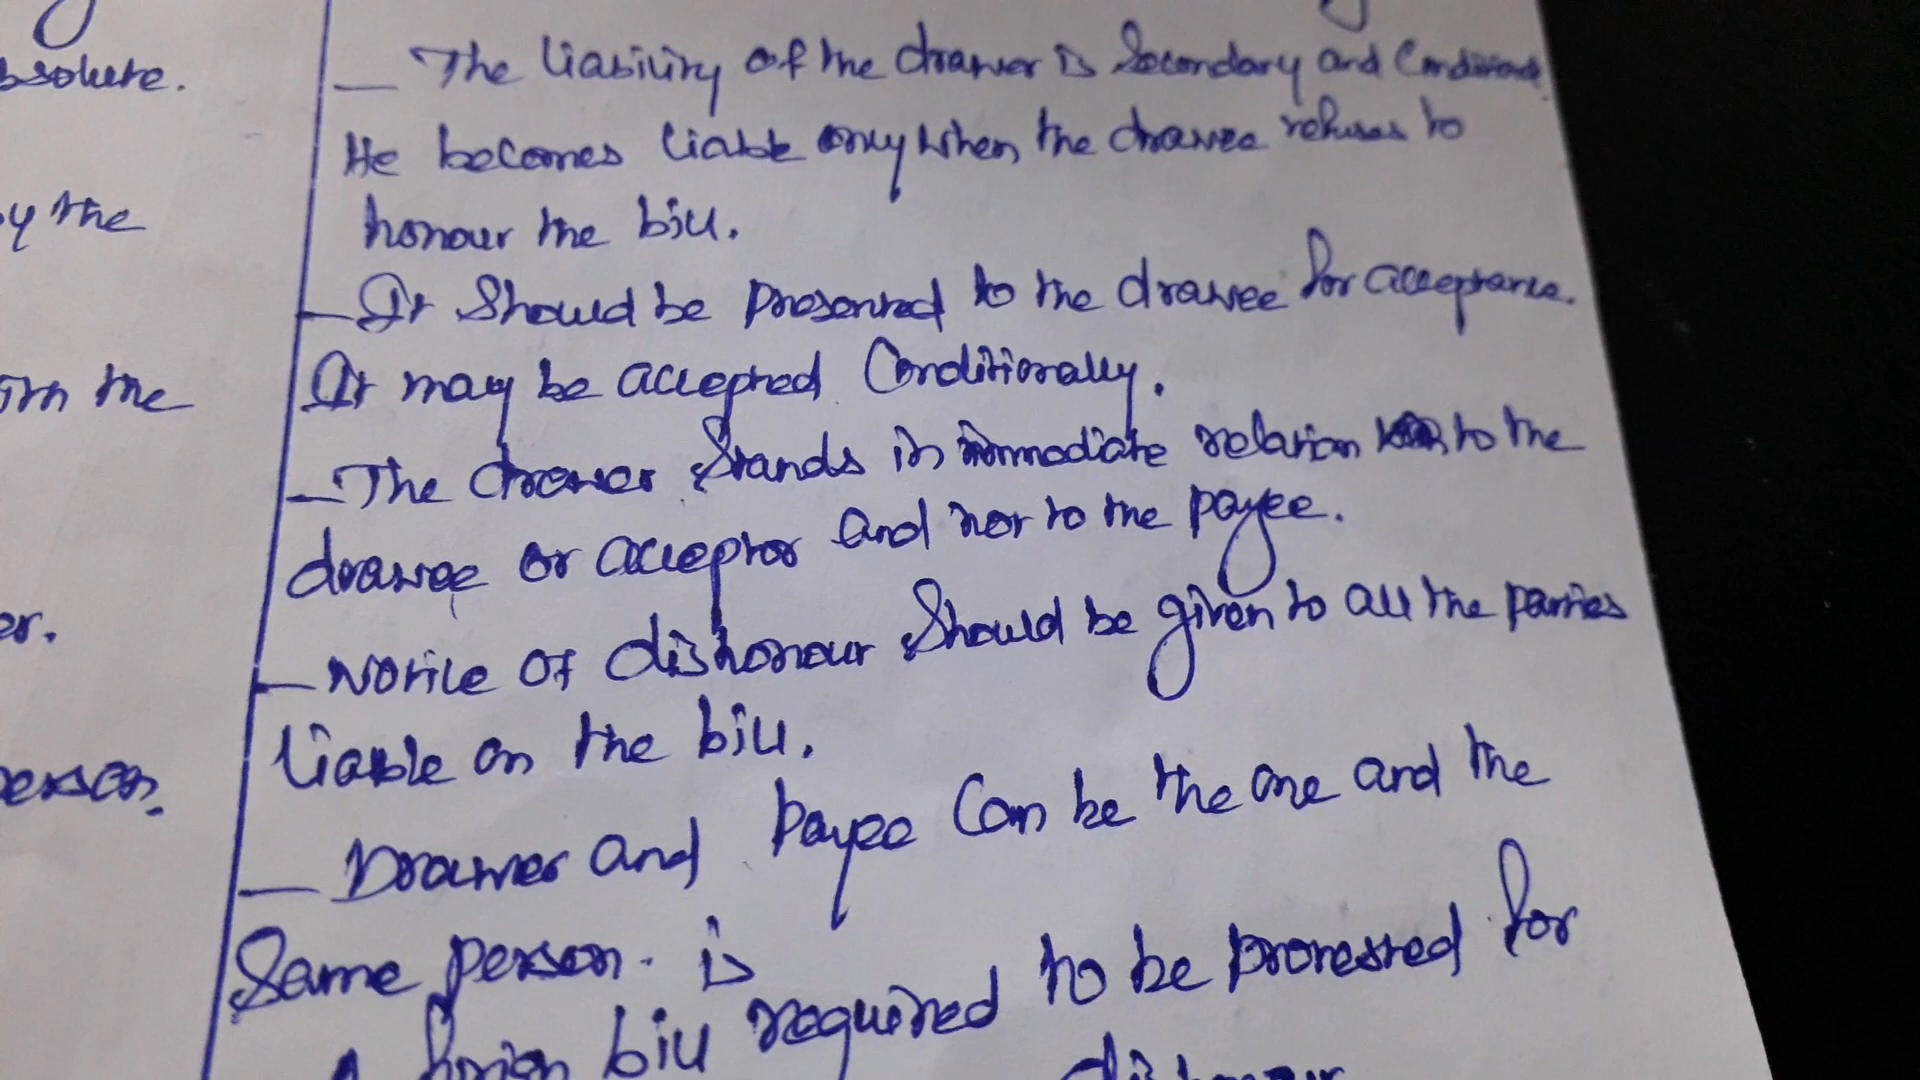 bsolute.
y the
om the
er.
person.
— The liability of the drawer is Secondary and Conditional.
He becomes liable only when the drawee refuses to
honour the bill.
— It Should be presented to the drawee for acceptance.
It may be accepted Conditionally.
— The drawer Stands in immediate relation to the
drawee or acceptor and not to the payee.
— Notice of dishonour Should be given to all the parties
liable on the bill.
— Drawer and Payee Can be the one and the
Same person.
A foreign bill is required to be protested for
dishonour